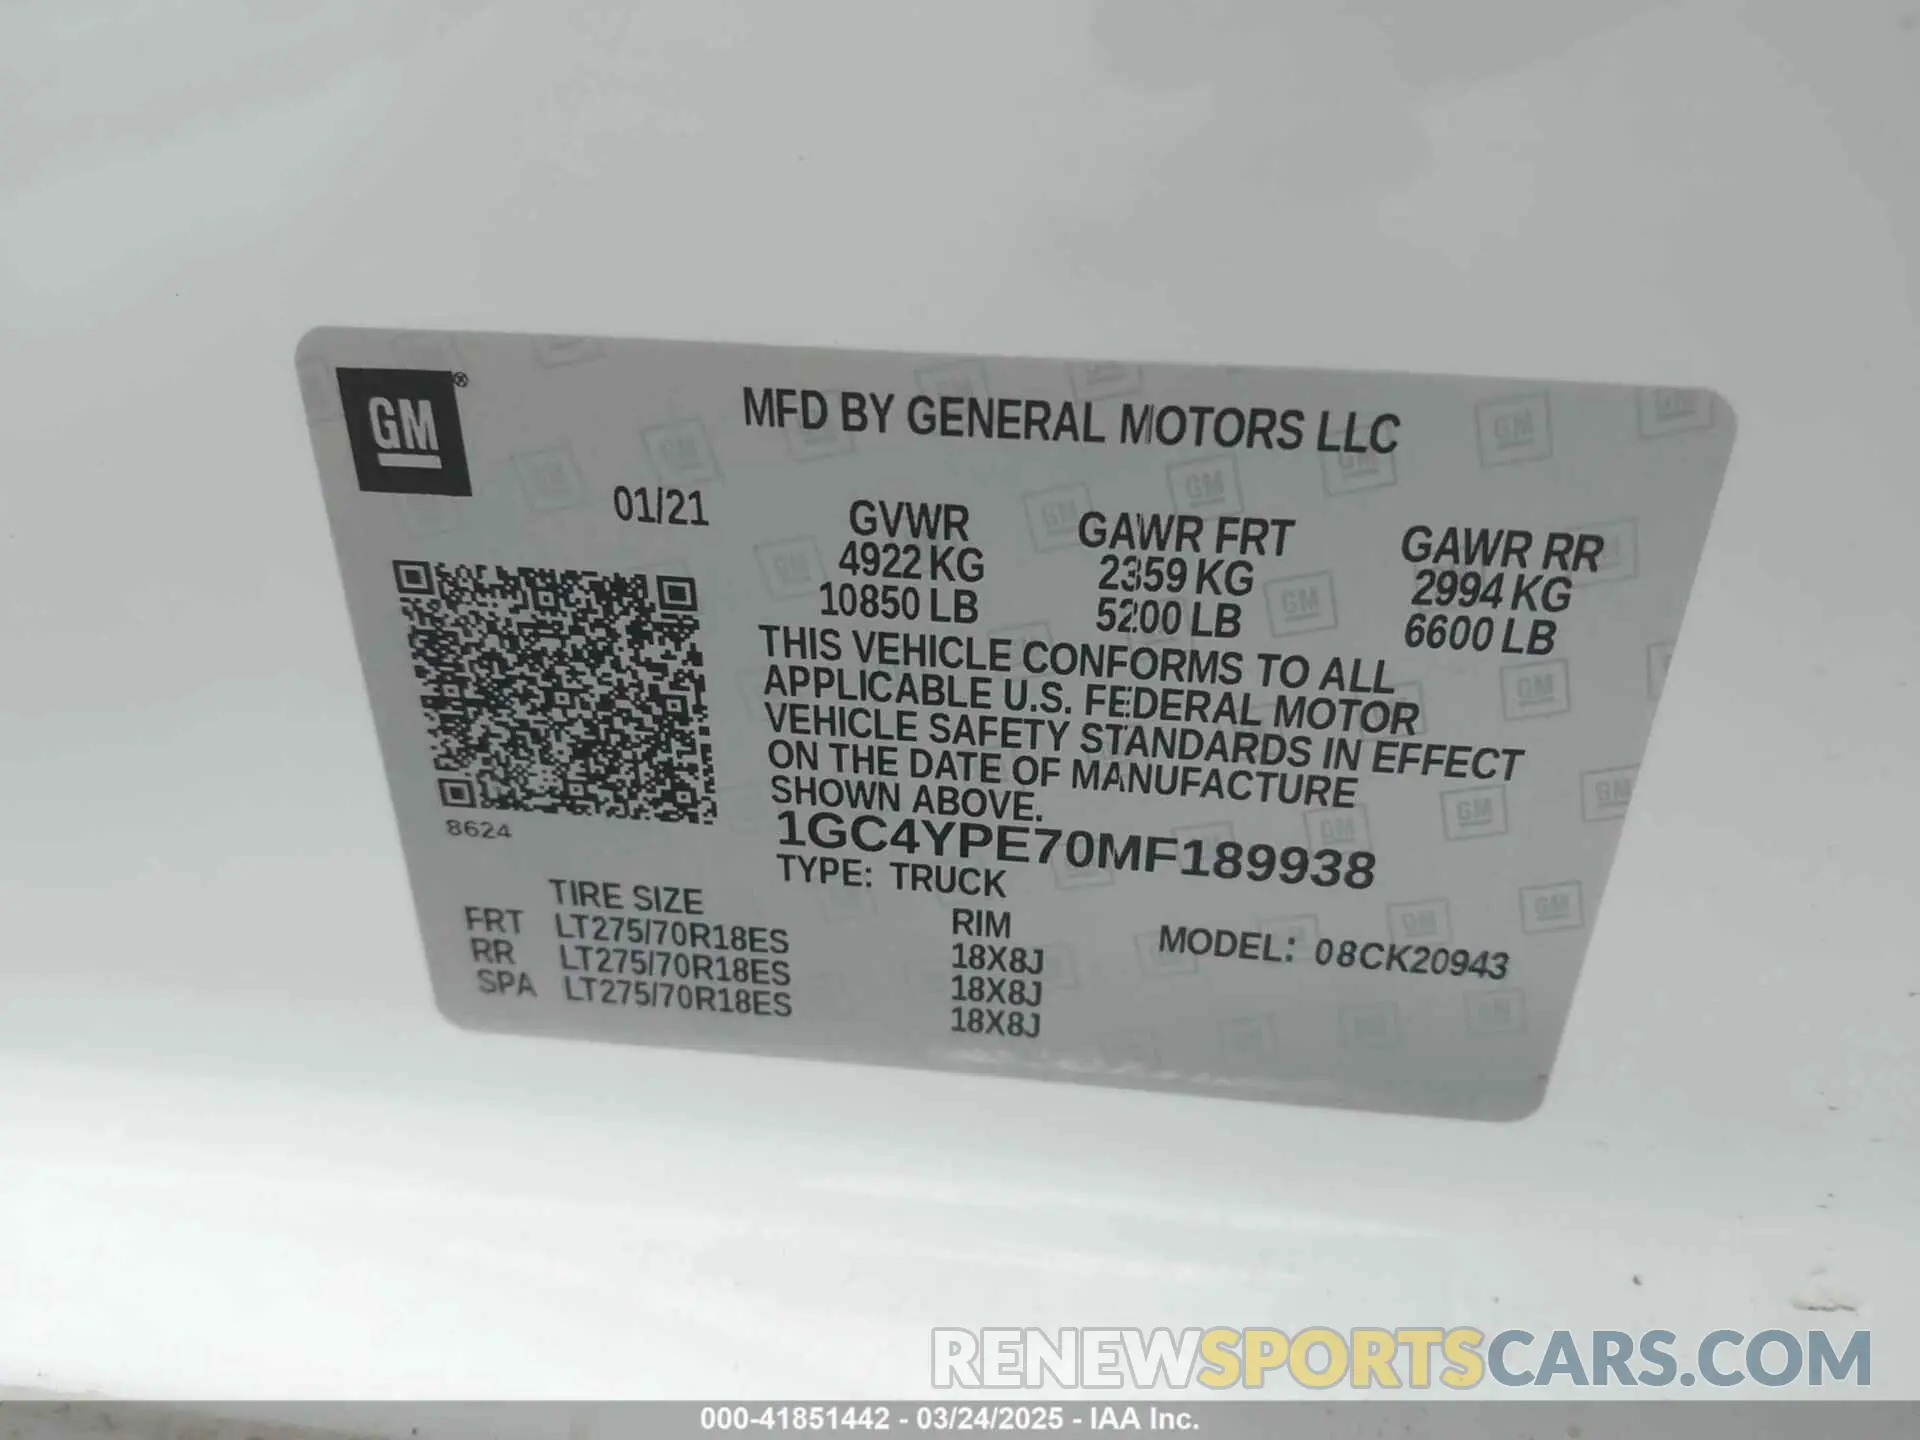 GM®
MFD BY GENERAL MOTORS LLC
01/21
GVWR GAWR FRT GAWR RR
4922 KG 2359 KG 2994 KG
10850 LB 5200 LB 6600 LB
THIS VEHICLE CONFORMS TO ALL
APPLICABLE U.S. FEDERAL MOTOR
VEHICLE SAFETY STANDARDS IN EFFECT
ON THE DATE OF MANUFACTURE
SHOWN ABOVE.
8624
1GC4YPE70MF189938
TYPE: TRUCK
TIRE SIZE RIM
FRT LT275/70R18ES 18X8J
RR LT275/70R18ES 18X8J
SPA LT275/70R18ES 18X8J
MODEL: 08CK20943
RENEWSPORTSCARS.COM
000-41851442 - 03/24/2025 - IAA Inc.